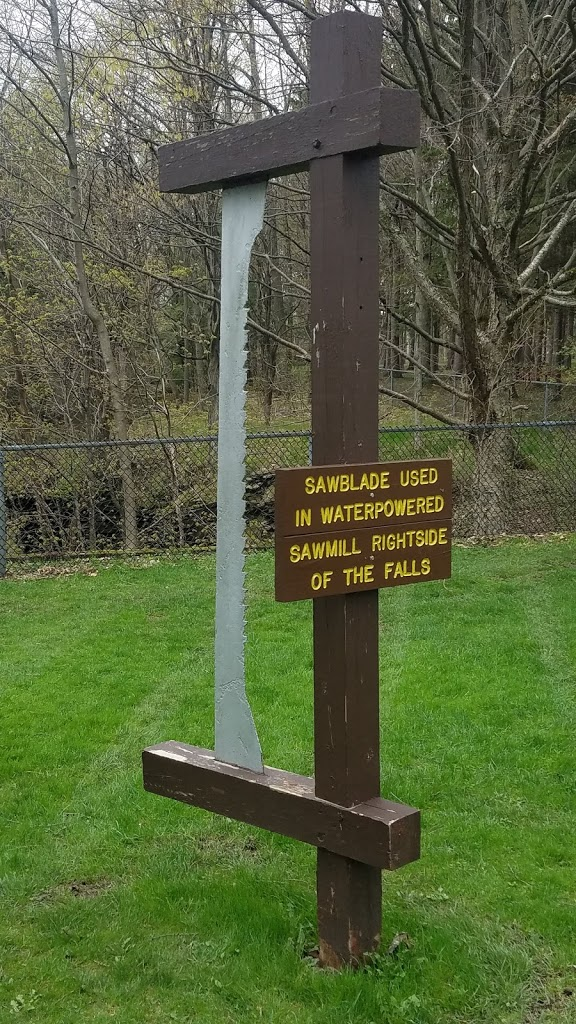 SAWBLADE USED
IN WATERPOWERED
SAWMILL RIGHTSIDE
OF THE FALLS